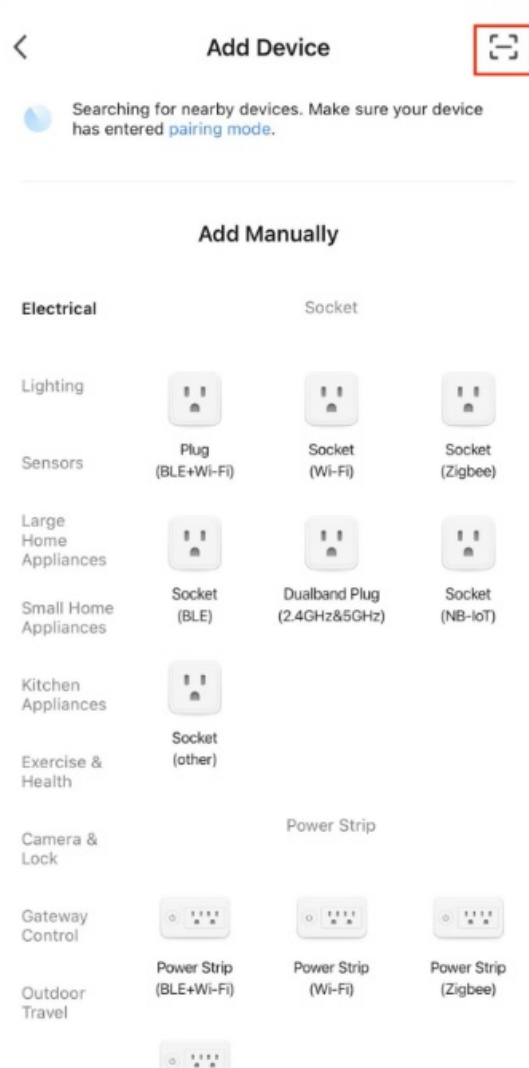 Add Device
Searching for nearby devices. Make sure your device
has entered pairing mode.
Add Manually
Electrical
Lighting
Sensors
Large
Home
Appliances
Small Home
Appliances
Kitchen
Appliances
Exercise &
Health
Camera &
Lock
Gateway
Control
Outdoor
Travel
Socket
Plug
(BLE+Wi-Fi)
Socket
(Wi-Fi)
Socket
(Zigbee)
Socket
(BLE)
Dualband Plug
(2.4GHz&5GHz)
Socket
(NB-IoT)
Socket
(other)
Power Strip
Power Strip
(BLE+Wi-Fi)
Power Strip
(Wi-Fi)
Power Strip
(Zigbee)